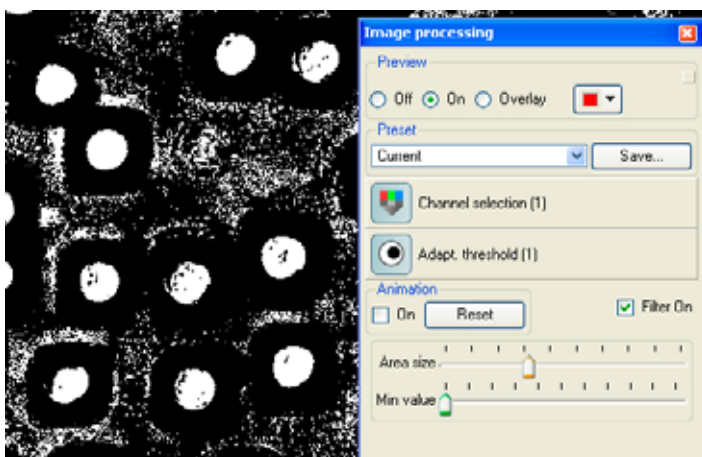 Image processing
Preview
Off On Overlay
Preset
Current Save...
Channel selection (1)
Adapt. threshold (1)
Animation
On Reset Filter On
Area size
Min value